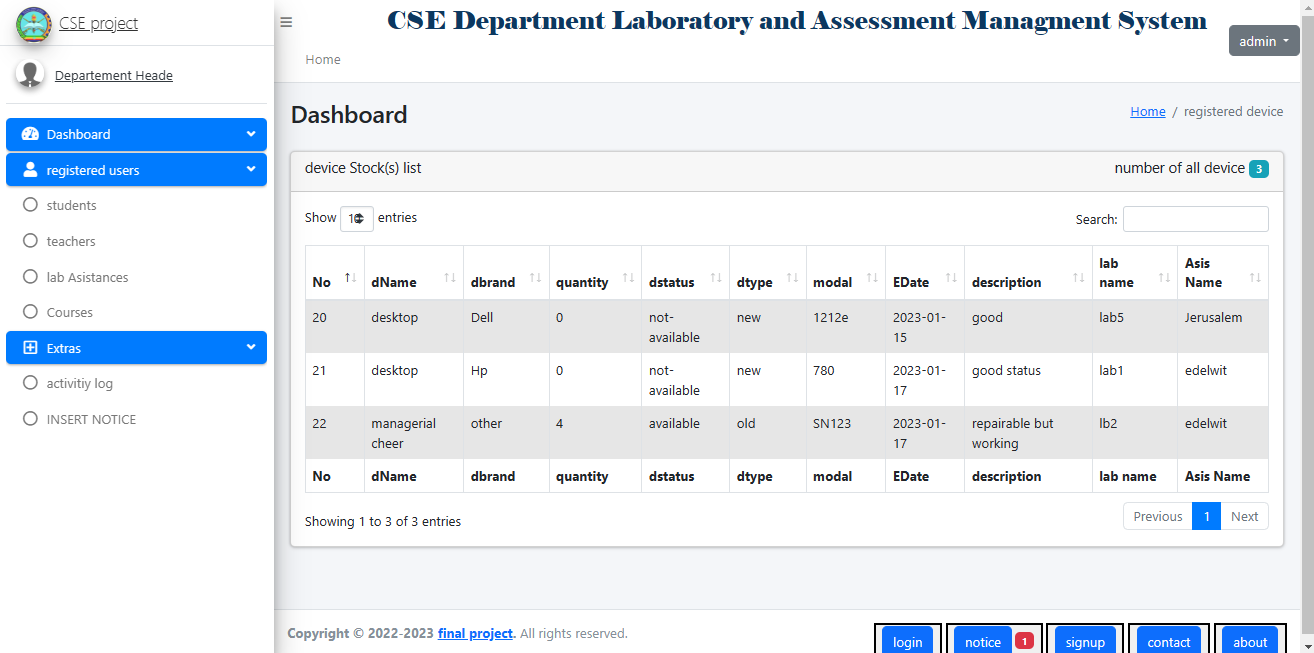 CSE project
CSE Department Laboratory and Assessment Managment System
admin
Home
Departement Heade
Dashboard
registered users
students
teachers
lab Asistances
Courses
Extras
activitiy log
INSERT NOTICE
Dashboard
Home / registered device
device Stock(s) list
number of all device 3
Show 10 entries
Search:
No dName dbrand quantity dstatus dtype modal EDate description lab name Asis Name
20 desktop Dell 0 not-available new 1212e 2023-01-15 good lab5 Jerusalem
21 desktop Hp 0 not-available new 780 2023-01-17 good status lab1 edelwit
22 managerial cheer other 4 available old SN123 2023-01-17 repairable but working lb2 edelwit
No dName dbrand quantity dstatus dtype modal EDate description lab name Asis Name
Showing 1 to 3 of 3 entries
Previous 1 Next
Copyright © 2022-2023 final project. All rights reserved.
login notice 1 signup contact about